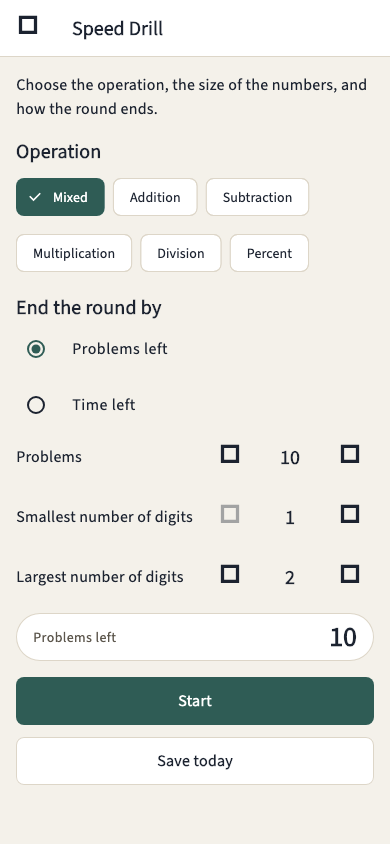 Speed Drill
Choose the operation, the size of the numbers, and
how the round ends.
Operation
Mixed Addition Subtraction
Multiplication Division Percent
End the round by
Problems left
Time left
Problems 10
Smallest number of digits 1
Largest number of digits 2
Problems left 10
Start
Save today